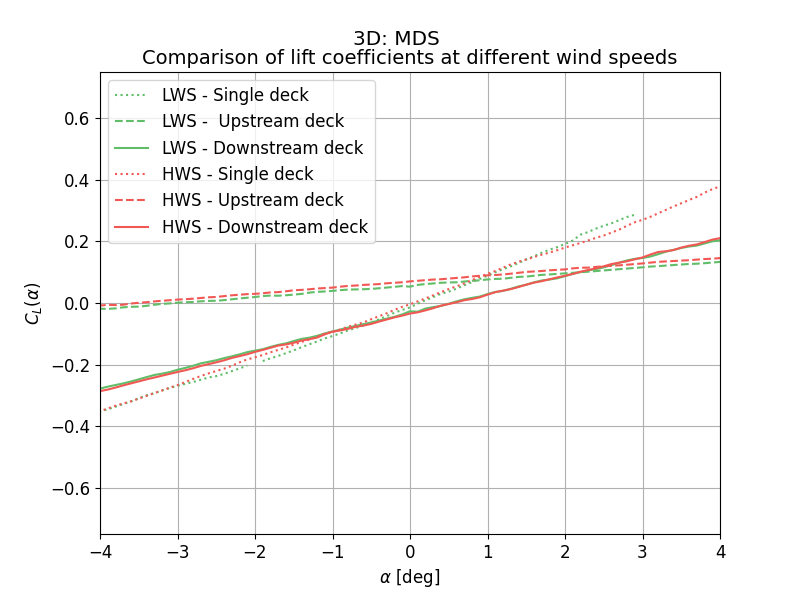 3D: MDS
Comparison of lift coefficients at different wind speeds
LWS - Single deck
LWS -  Upstream deck
LWS - Downstream deck
HWS - Single deck
HWS - Upstream deck
HWS - Downstream deck
0.6
0.4
0.2
0.0
−0.2
−0.4
−0.6
C_L(α)
−4 −3 −2 −1 0 1 2 3 4
α [deg]